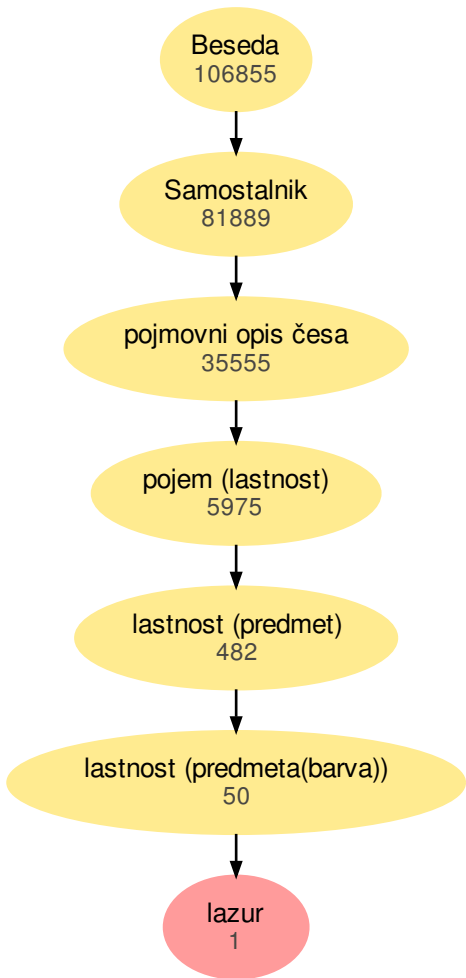 Beseda
106855
Samostalnik
81889
pojmovni opis česa
35555
pojem (lastnost)
5975
lastnost (predmet)
482
lastnost (predmeta(barva))
50
lazur
1